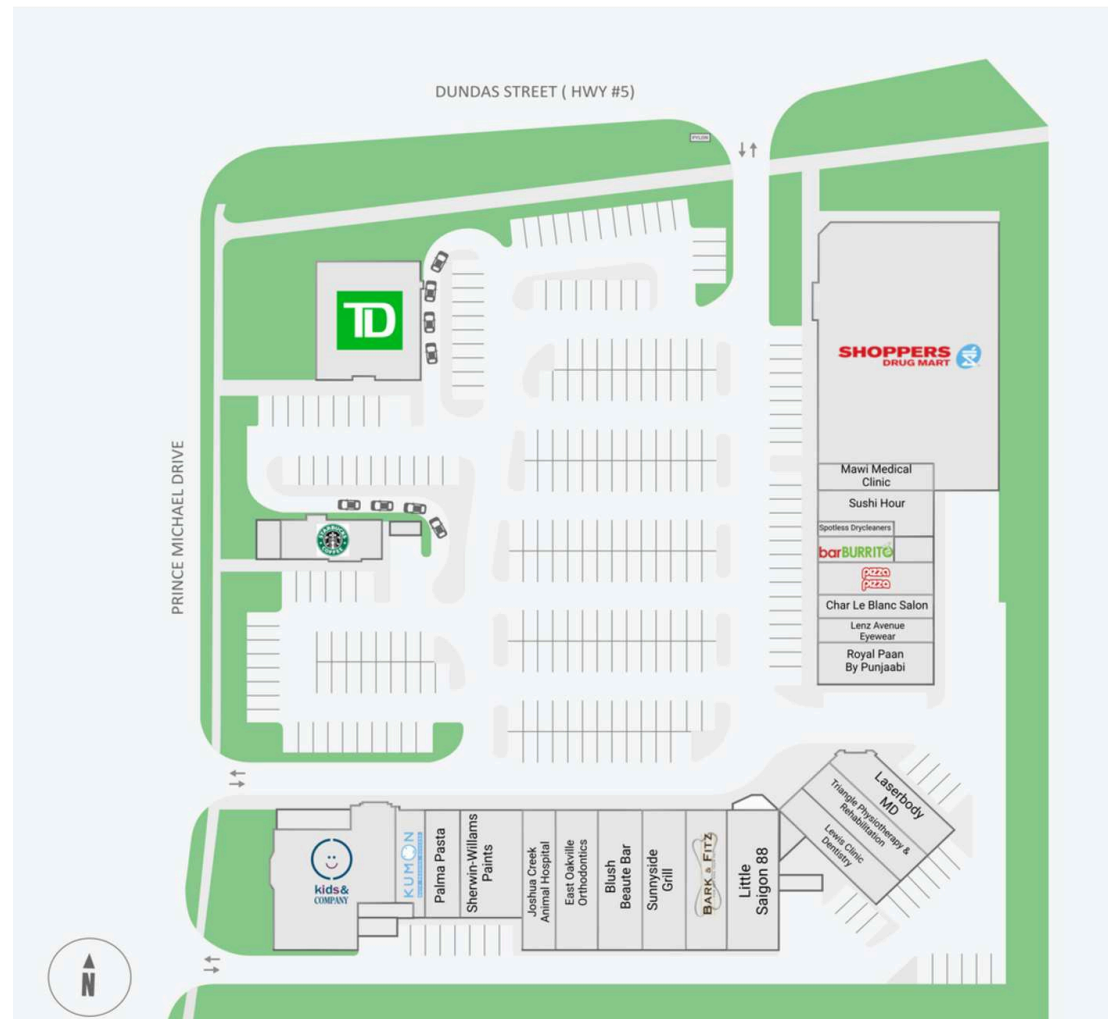 DUNDAS STREET ( HWY #5)
PYLON
TD
SHOPPERS
DRUG MART
Mawi Medical
Clinic
Sushi Hour
Spotless Drycleaners
barBURRITO
pizza
pizza
Char Le Blanc Salon
Lenz Avenue
Eyewear
Royal Paan
By Punjaabi
PRINCE MICHAEL DRIVE
STARBUCKS
COFFEE
kids&
COMPANY
KUMON
Palma Pasta
Sherwin-Willams
Paints
Joshua Creek
Animal Hospital
East Oakville
Orthodontics
Blush
Beaute Bar
Sunnyside
Grill
BARK & FITZ
Little
Saigon 88
Laserbody
MD
Triangle Physiotherapy &
Rehabilitation
Lewis Clinic
Dentistry
N